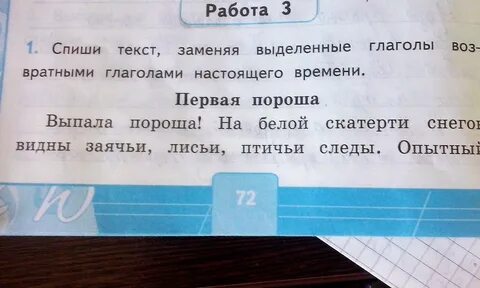 Работа 3
1. Спиши текст, заменяя выделенные глаголы воз-
вратными глаголами настоящего времени.
Первая пороша
Выпала пороша! На белой скатерти снегов
видны заячьи, лисьи, птичьи следы. Опытный
72